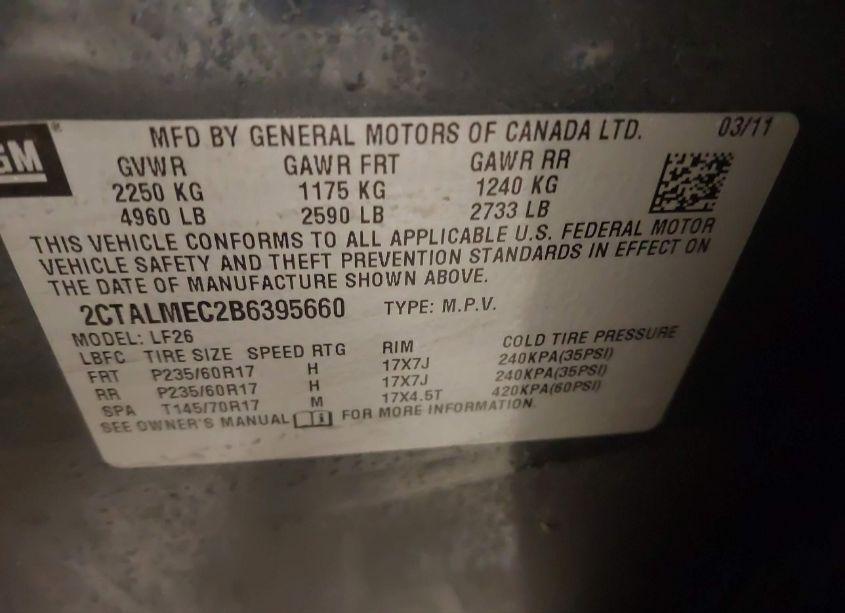 GM®
MFD BY GENERAL MOTORS OF CANADA LTD. 03/11
GVWR GAWR FRT GAWR RR
2250 KG 1175 KG 1240 KG
4960 LB 2590 LB 2733 LB
THIS VEHICLE CONFORMS TO ALL APPLICABLE U.S. FEDERAL MOTOR
VEHICLE SAFETY AND THEFT PREVENTION STANDARDS IN EFFECT ON
THE DATE OF MANUFACTURE SHOWN ABOVE.
2CTALMEC2B6395660 TYPE: M.P.V.
MODEL: LF26
LBFC TIRE SIZE SPEED RTG RIM COLD TIRE PRESSURE
FRT P235/60R17 H 17X7J 240KPA(35PSI)
RR P235/60R17 H 17X7J 240KPA(35PSI)
SPA T145/70R17 M 17X4.5T 420KPA(60PSI)
SEE OWNER'S MANUAL FOR MORE INFORMATION.